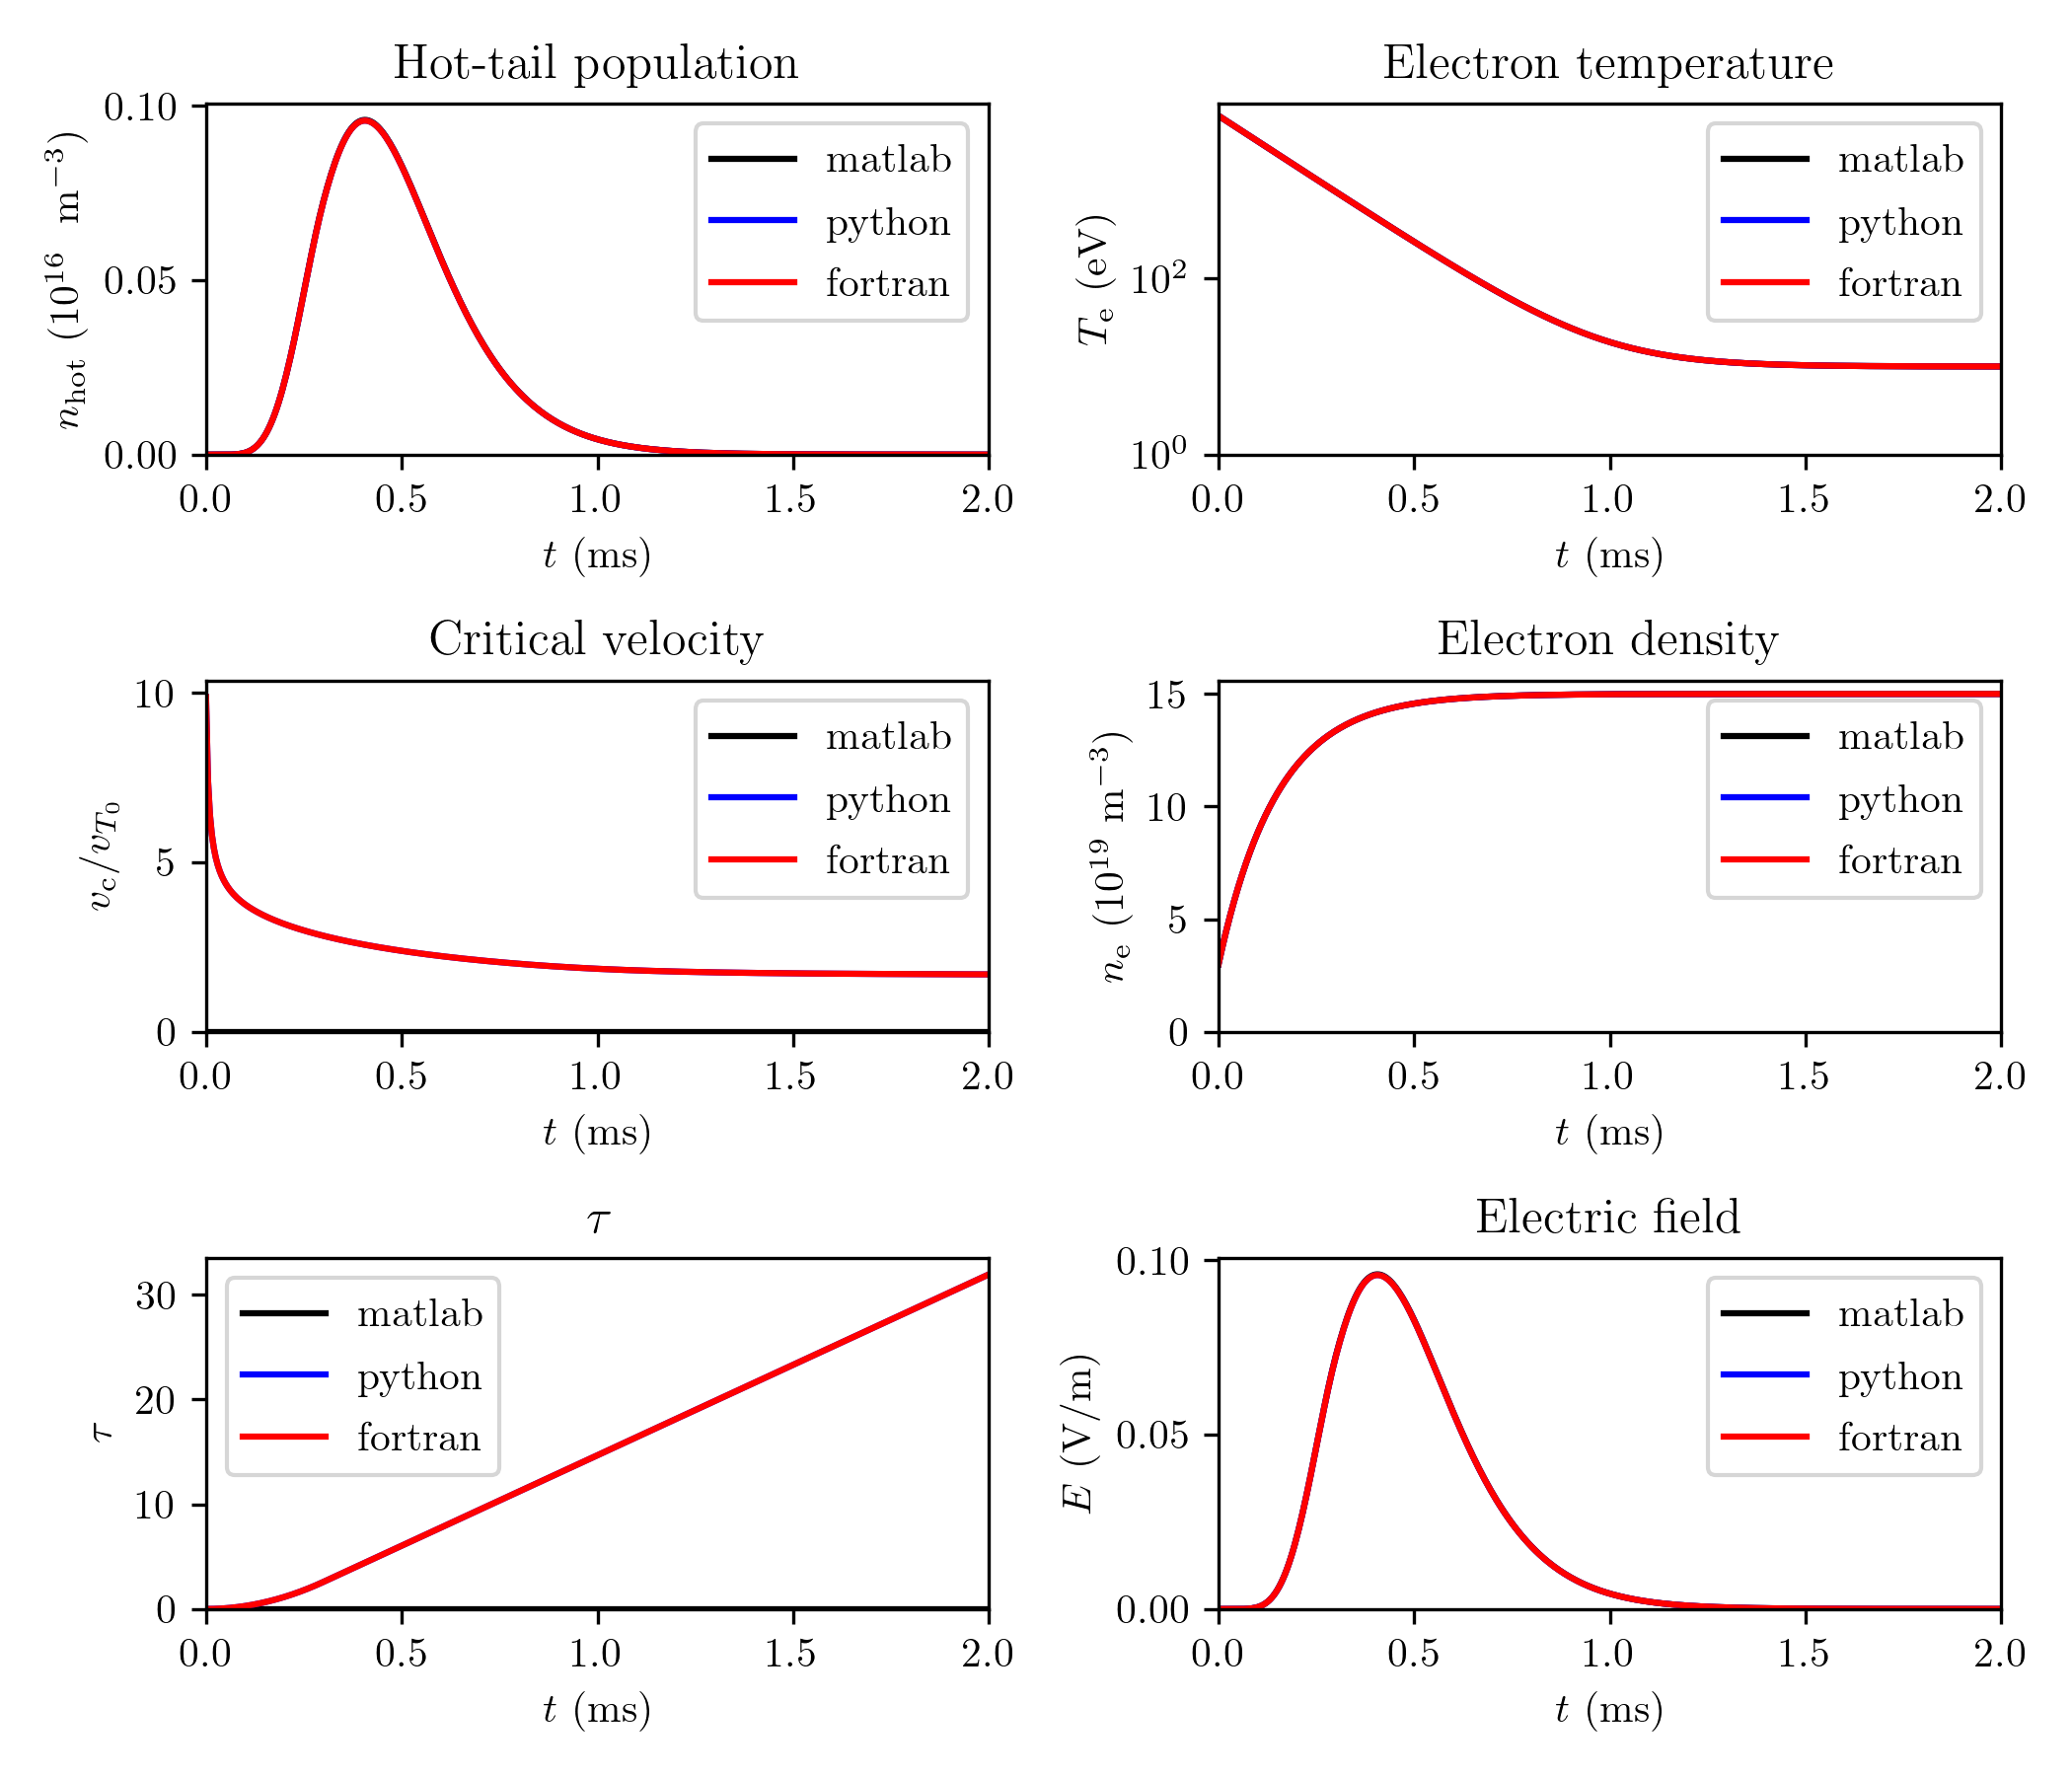 Hot-tail population
n_hot (10^16 m^−3)
0.10
0.05
0.00
matlab
python
fortran
0.0 0.5 1.0 1.5 2.0
t (ms)
Electron temperature
T_e (eV)
10^2
10^0
matlab
python
fortran
0.0 0.5 1.0 1.5 2.0
t (ms)
Critical velocity
v_c/v_T_0
10
5
0
matlab
python
fortran
0.0 0.5 1.0 1.5 2.0
t (ms)
Electron density
n_e (10^19 m^−3)
15
10
5
0
matlab
python
fortran
0.0 0.5 1.0 1.5 2.0
t (ms)
τ
τ
30
20
10
0
matlab
python
fortran
0.0 0.5 1.0 1.5 2.0
t (ms)
Electric field
E (V/m)
0.10
0.05
0.00
matlab
python
fortran
0.0 0.5 1.0 1.5 2.0
t (ms)